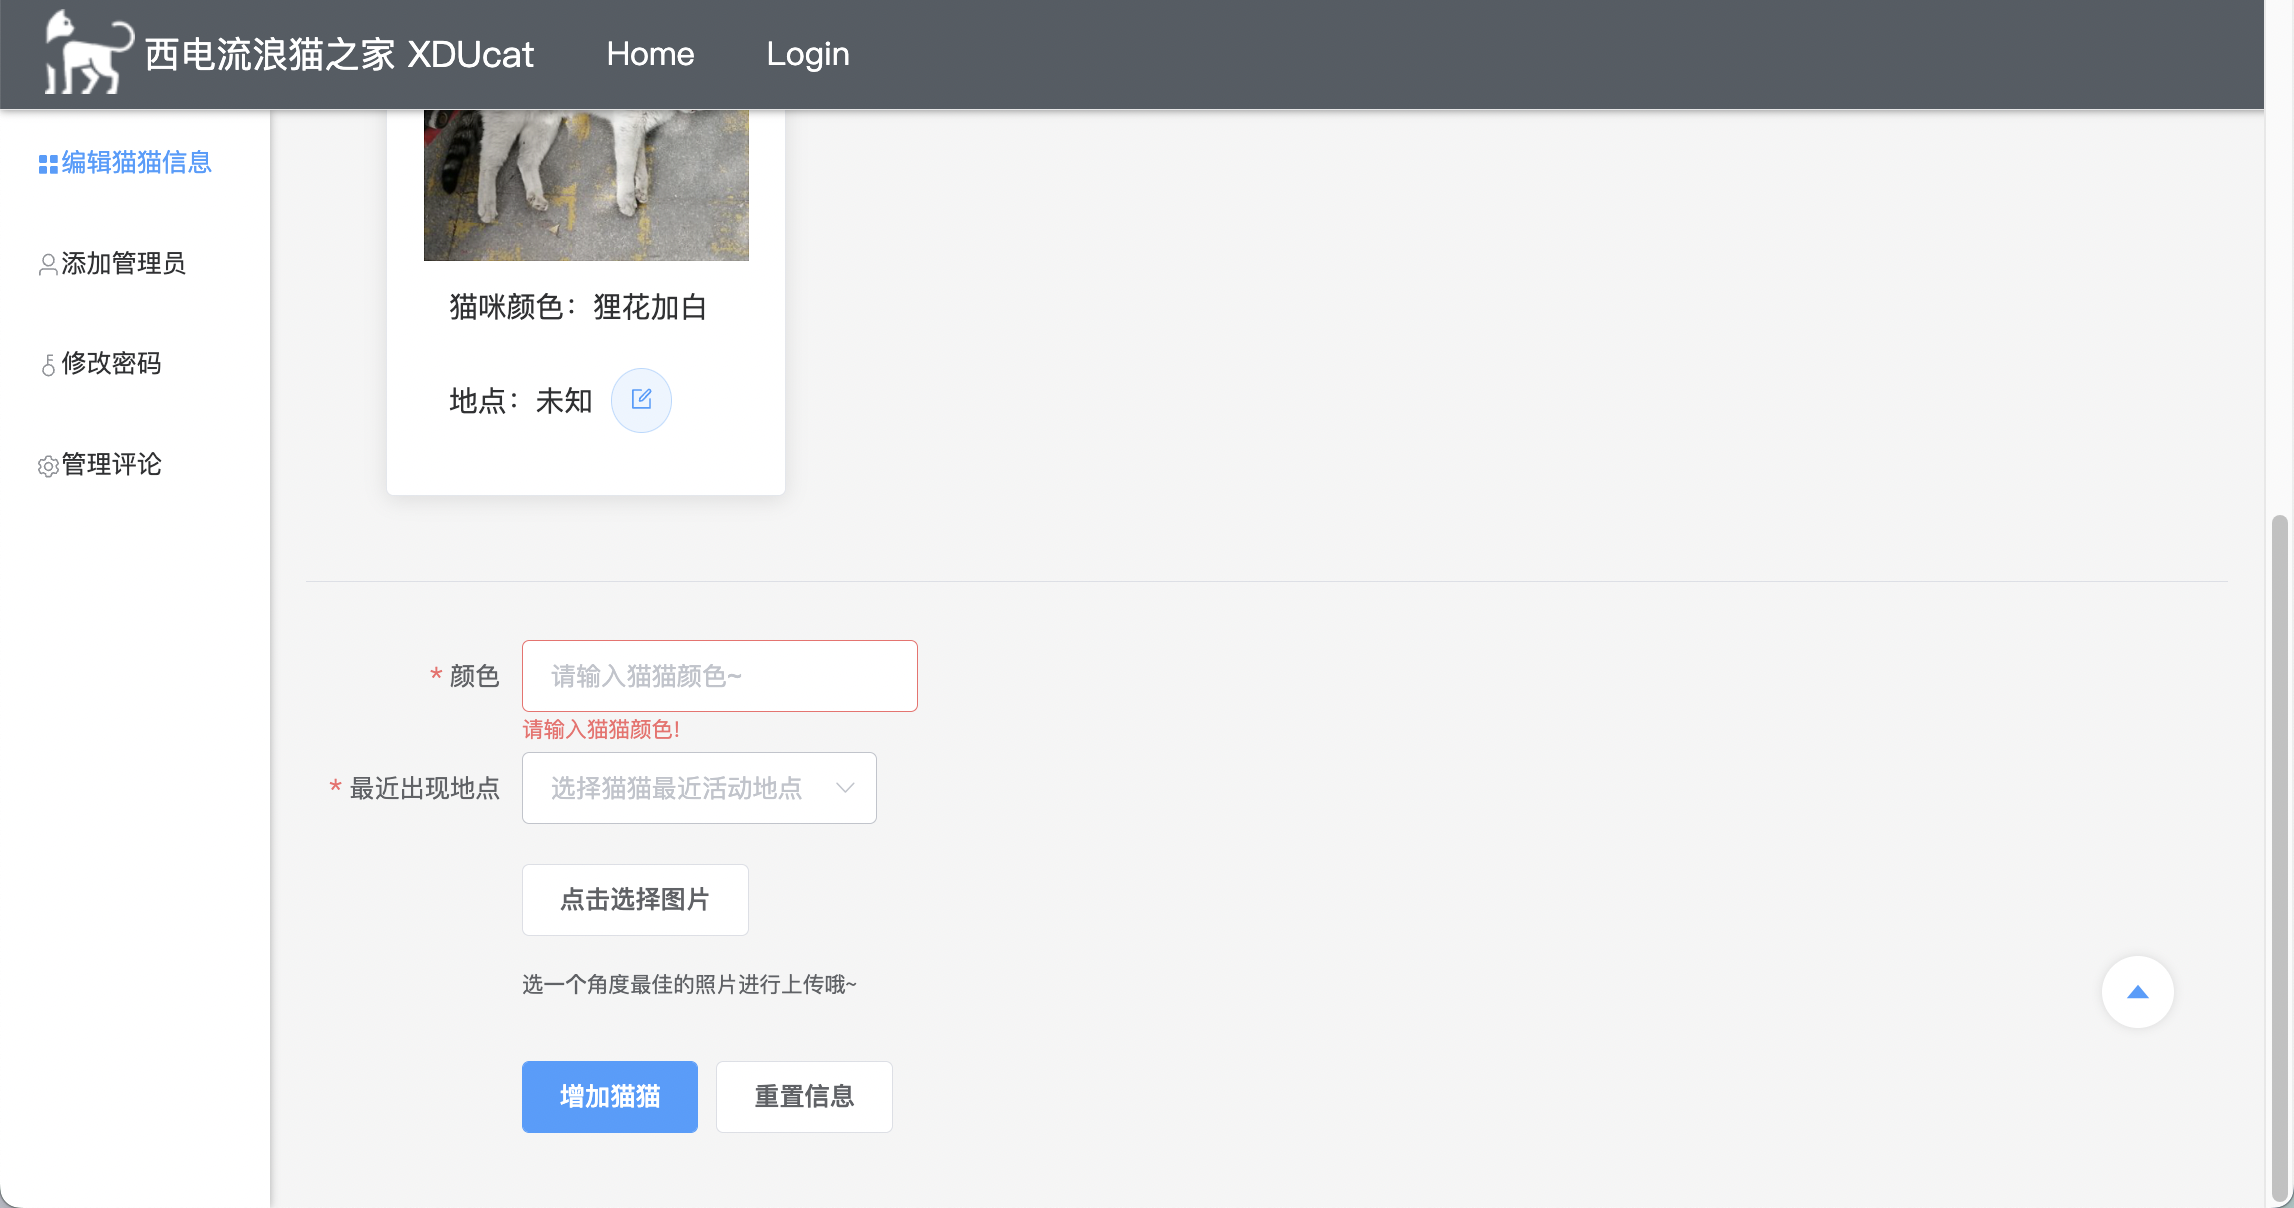 西电流浪猫之家 XDUcat Home Login
编辑猫猫信息
添加管理员
修改密码
管理评论
猫咪颜色：狸花加白
地点：未知
* 颜色 请输入猫猫颜色~
请输入猫猫颜色!
* 最近出现地点 选择猫猫最近活动地点
点击选择图片
选一个角度最佳的照片进行上传哦~
增加猫猫 重置信息